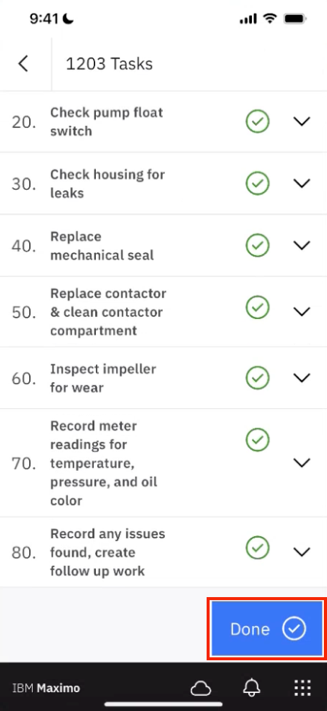 9:41
1203 Tasks
20.
Check pump float
switch
30.
Check housing for
leaks
40.
Replace
mechanical seal
50.
Replace contactor
& clean contactor
compartment
60.
Inspect impeller
for wear
70.
Record meter
readings for
temperature,
pressure, and oil
color
80.
Record any issues
found, create
follow up work
Done
IBM Maximo